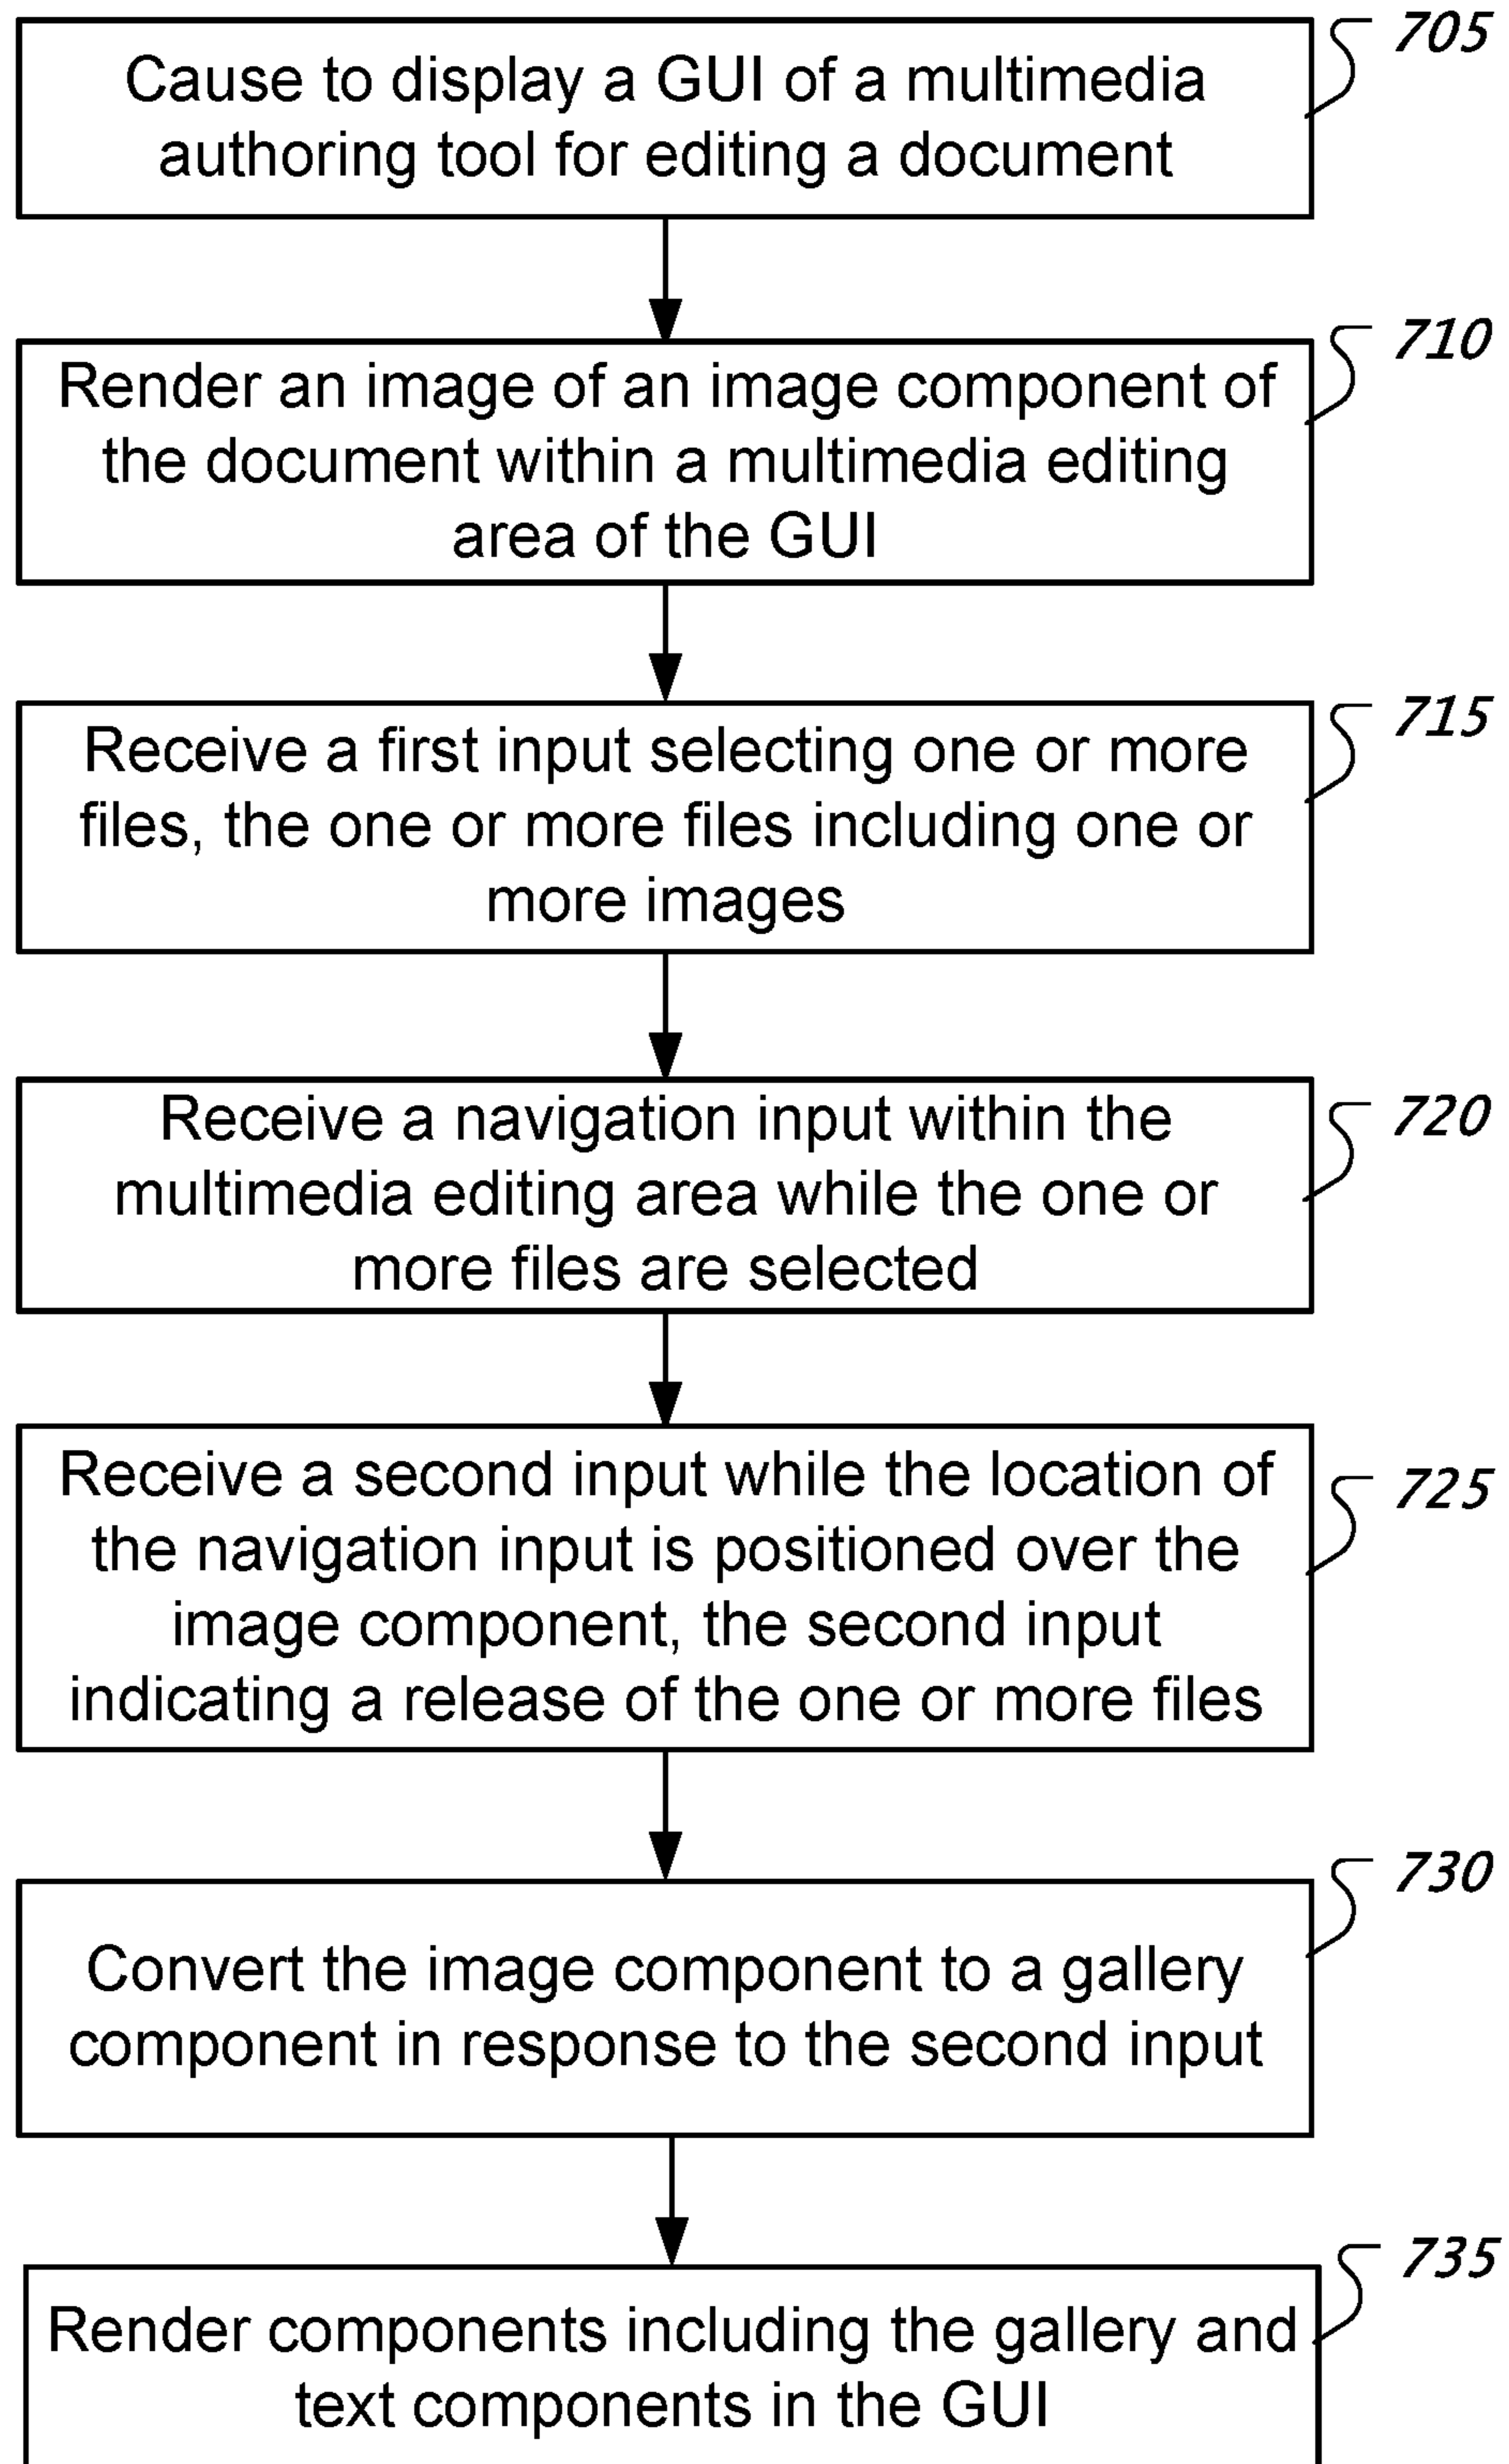 705
Cause to display a GUI of a multimedia
authoring tool for editing a document
710
Render an image of an image component of
the document within a multimedia editing
area of the GUI
715
Receive a first input selecting one or more
files, the one or more files including one or
more images
720
Receive a navigation input within the
multimedia editing area while the one or
more files are selected
725
Receive a second input while the location of
the navigation input is positioned over the
image component, the second input
indicating a release of the one or more files
730
Convert the image component to a gallery
component in response to the second input
735
Render components including the gallery and
text components in the GUI